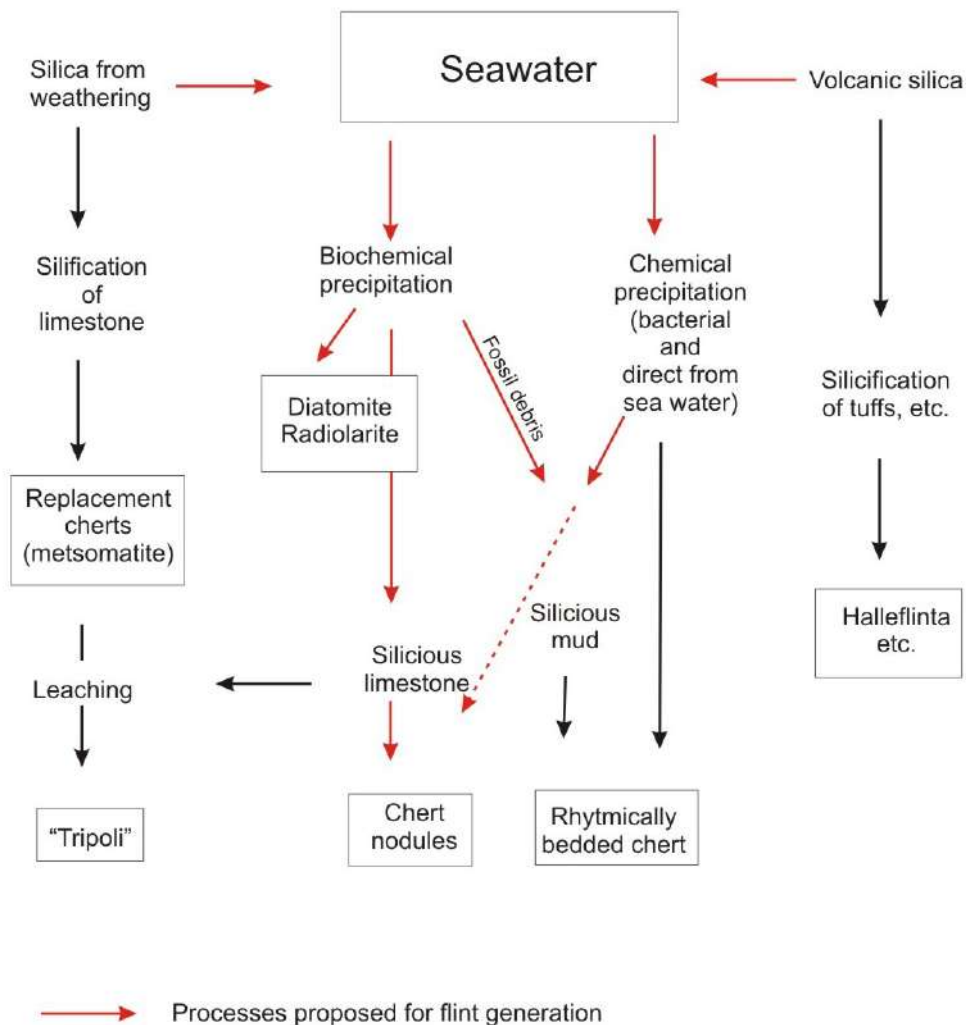 Seawater
Silica from
weathering
Volcanic silica
Silification
of
limestone
Biochemical
precipitation
Chemical
precipitation
(bacterial
and
direct from
sea water)
Fossil debris
Silicification
of tuffs, etc.
Diatomite
Radiolarite
Replacement
cherts
(metsomatite)
Silicious
mud
Halleflinta
etc.
Leaching
Silicious
limestone
“Tripoli”
Chert
nodules
Rhytmically
bedded chert
Processes proposed for flint generation